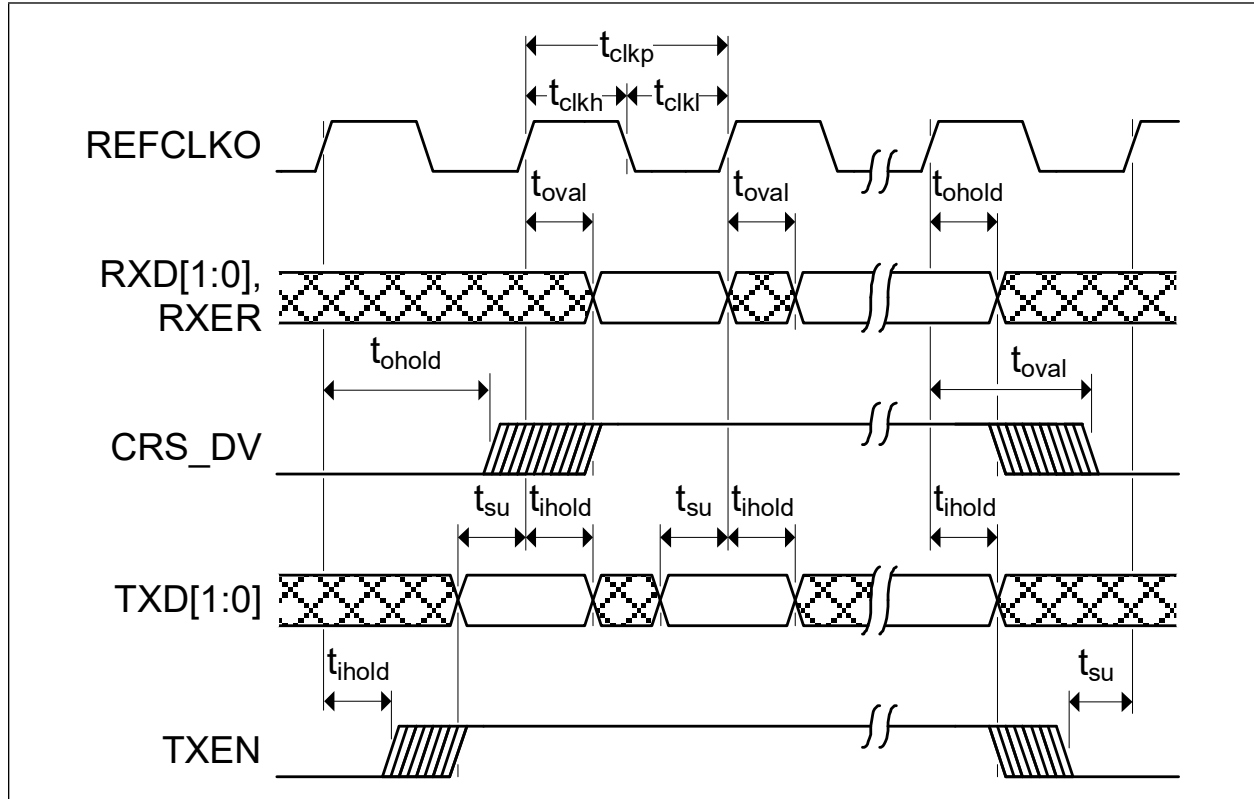 tclkp
tclkh tclkl
REFCLKO
toval toval tohold
RXD[1:0],
RXER
tohold toval
CRS_DV
tsu tihold tsu tihold tihold
TXD[1:0]
tihold tsu
TXEN